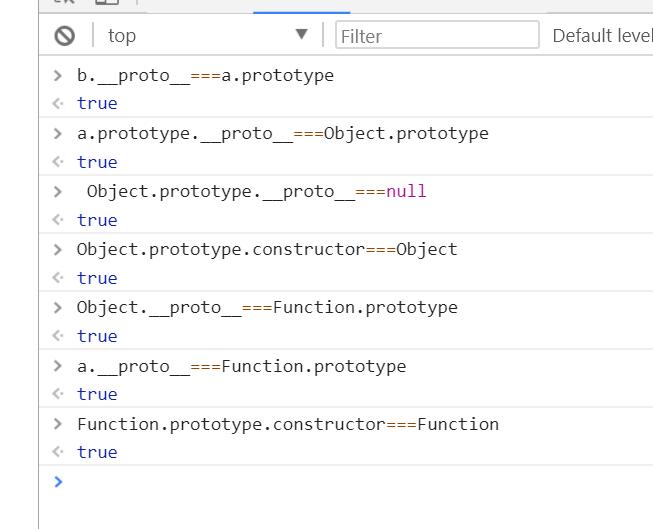 top Filter Default level
b.__proto__===a.prototype
true
a.prototype.__proto__===Object.prototype
true
Object.prototype.__proto__===null
true
Object.prototype.constructor===Object
true
Object.__proto__===Function.prototype
true
a.__proto__===Function.prototype
true
Function.prototype.constructor===Function
true